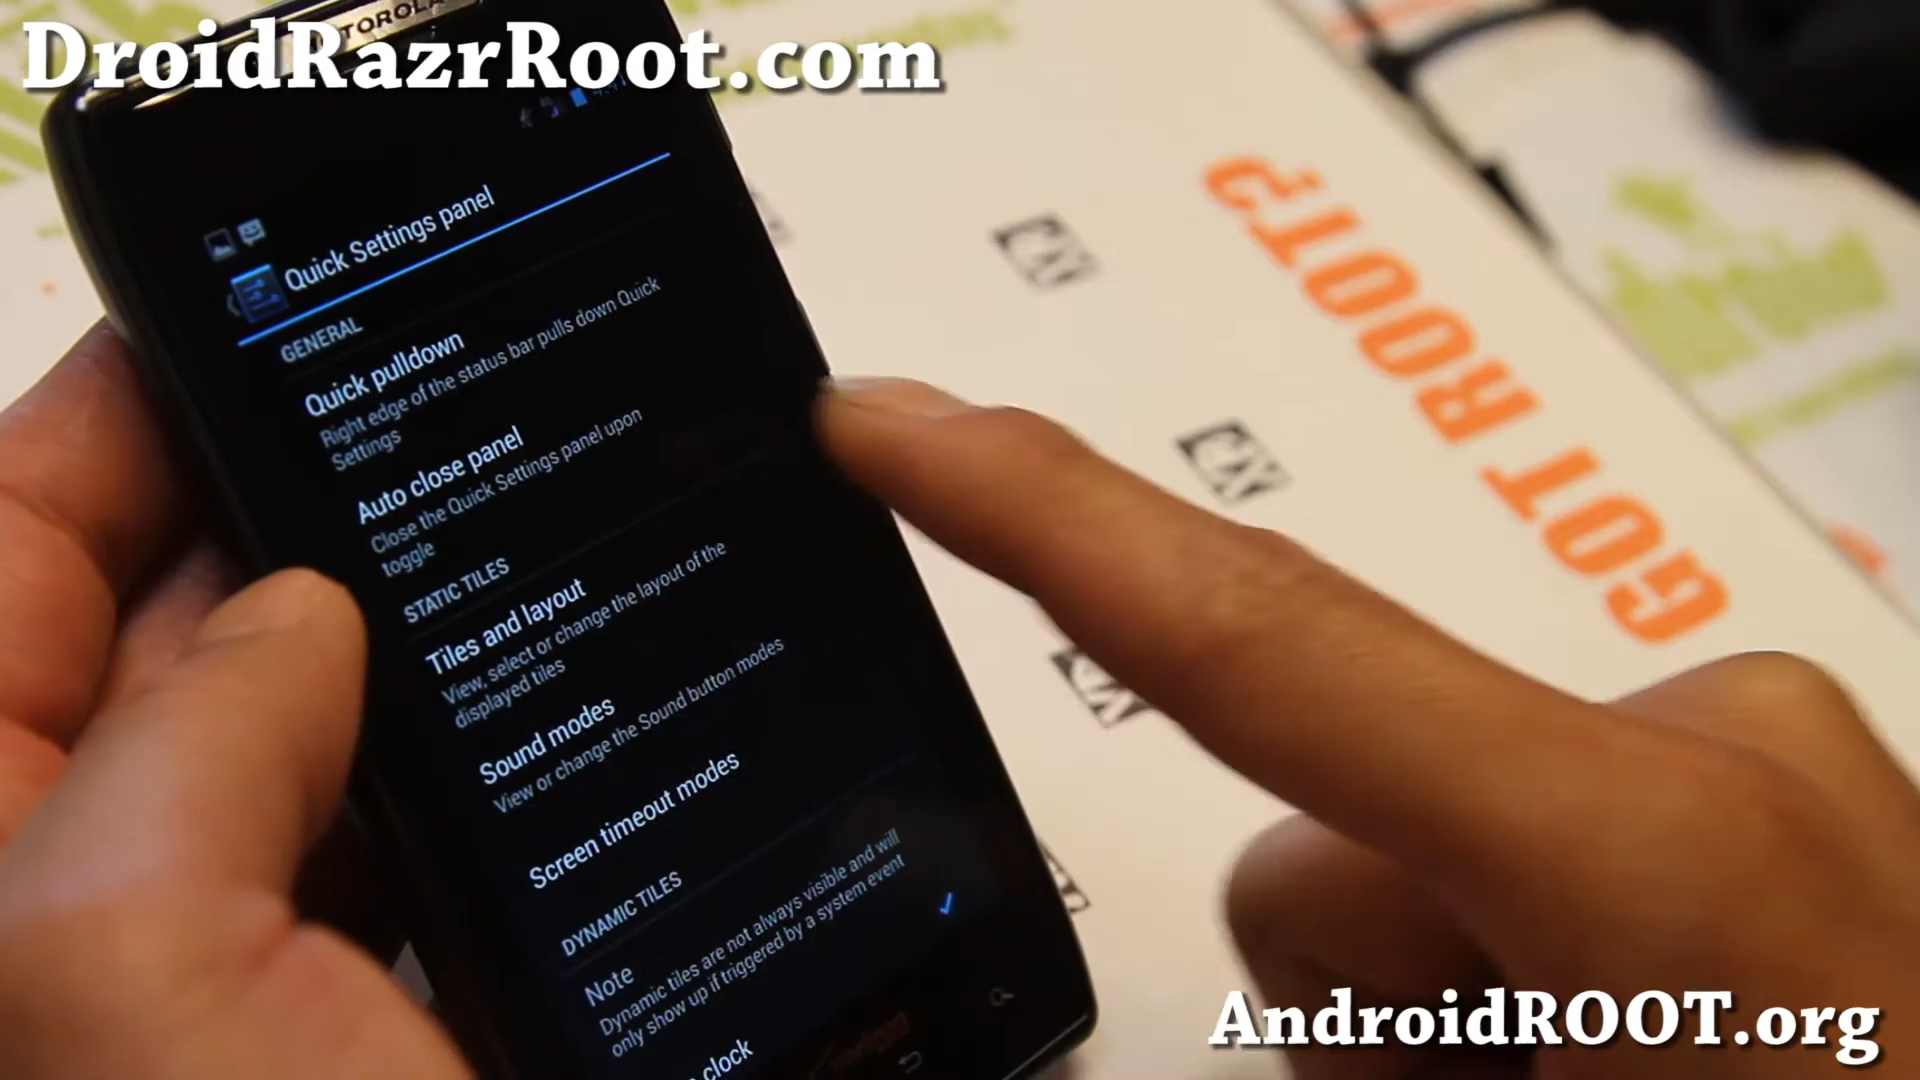 DroidRazrRoot.com
MOTOROLA
Quick Settings panel
GENERAL
Quick pulldown
Right edge of the status bar pulls down Quick
Settings
Auto close panel
Close the Quick Settings panel upon
toggle
STATIC TILES
Tiles and layout
View, select or change the layout of the
displayed tiles
Sound modes
View or change the Sound button modes
Screen timeout modes
DYNAMIC TILES
Note
Dynamic tiles are not always visible and will
only show up if triggered by a system event
clock
GOT ROOT?
AndroidROOT.org